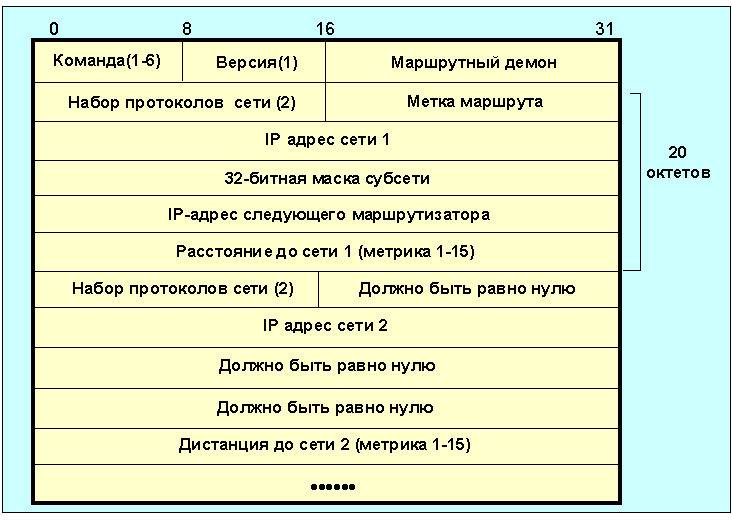 0 8 16 31
Команда(1-6) Версия(1) Маршрутный демон
Набор протоколов сети (2) Метка маршрута
IP адрес сети 1
32-битная маска субсети
IP-адрес следующего маршрутизатора
Расстояние до сети 1 (метрика 1-15)
20
октетов
Набор протоколов сети (2) Должно быть равно нулю
IP адрес сети 2
Должно быть равно нулю
Должно быть равно нулю
Дистанция до сети 2 (метрика 1-15)
••••••